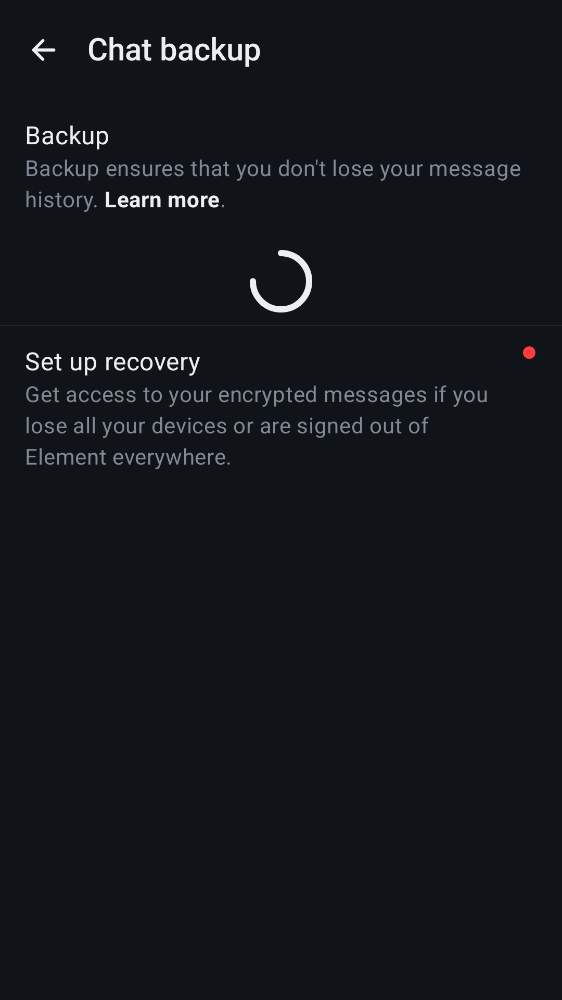 Chat backup
Backup
Backup ensures that you don't lose your message
history. Learn more.
Set up recovery
Get access to your encrypted messages if you
lose all your devices or are signed out of
Element everywhere.